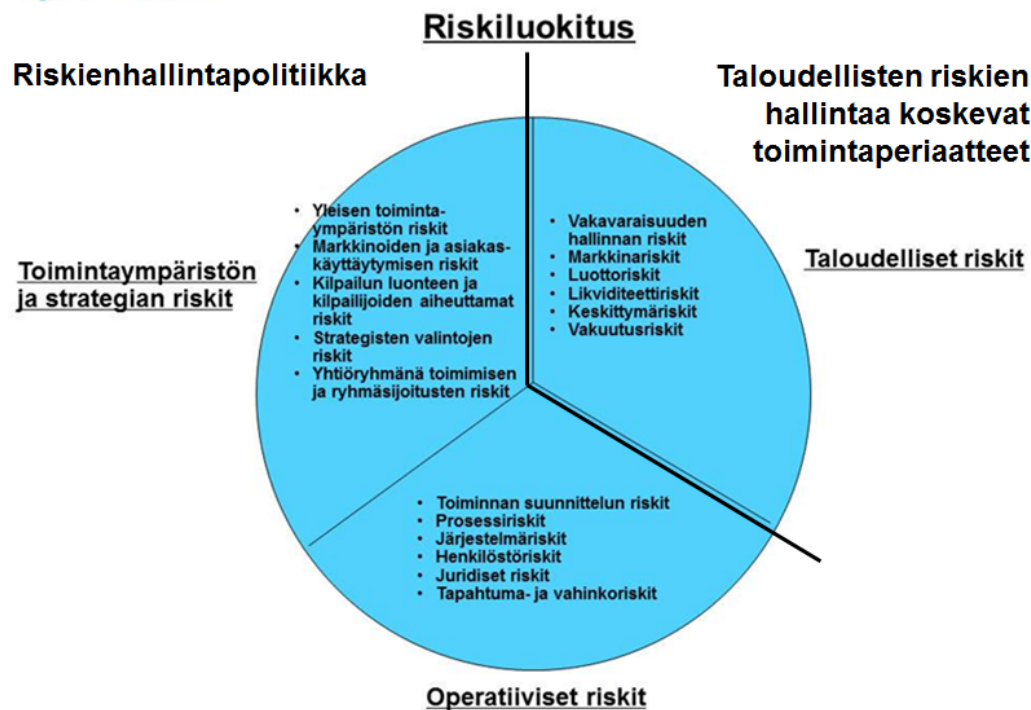 Riskiluokitus
Riskienhallintapolitiikka
Taloudellisten riskien
hallintaa koskevat
toimintaperiaatteet
Toimintaympäristön
ja strategian riskit
• Yleisen toiminta-
ympäristön riskit
• Markkinoiden ja asiakas-
käyttäytymisen riskit
• Kilpailun luonteen ja
kilpailijoiden aiheuttamat
riskit
• Strategisten valintojen
riskit
• Yhtiöryhmänä toimimisen
ja ryhmäsijoitusten riskit
• Vakavaraisuuden
hallinnan riskit
• Markkinariskit
• Luottoriskit
• Likviditeettiriskit
• Keskittymäriskit
• Vakuutusriskit
Taloudelliset riskit
• Toiminnan suunnittelun riskit
• Prosessiriskit
• Järjestelmäriskit
• Henkilöstöriskit
• Juridiset riskit
• Tapahtuma- ja vahinkoriskit
Operatiiviset riskit